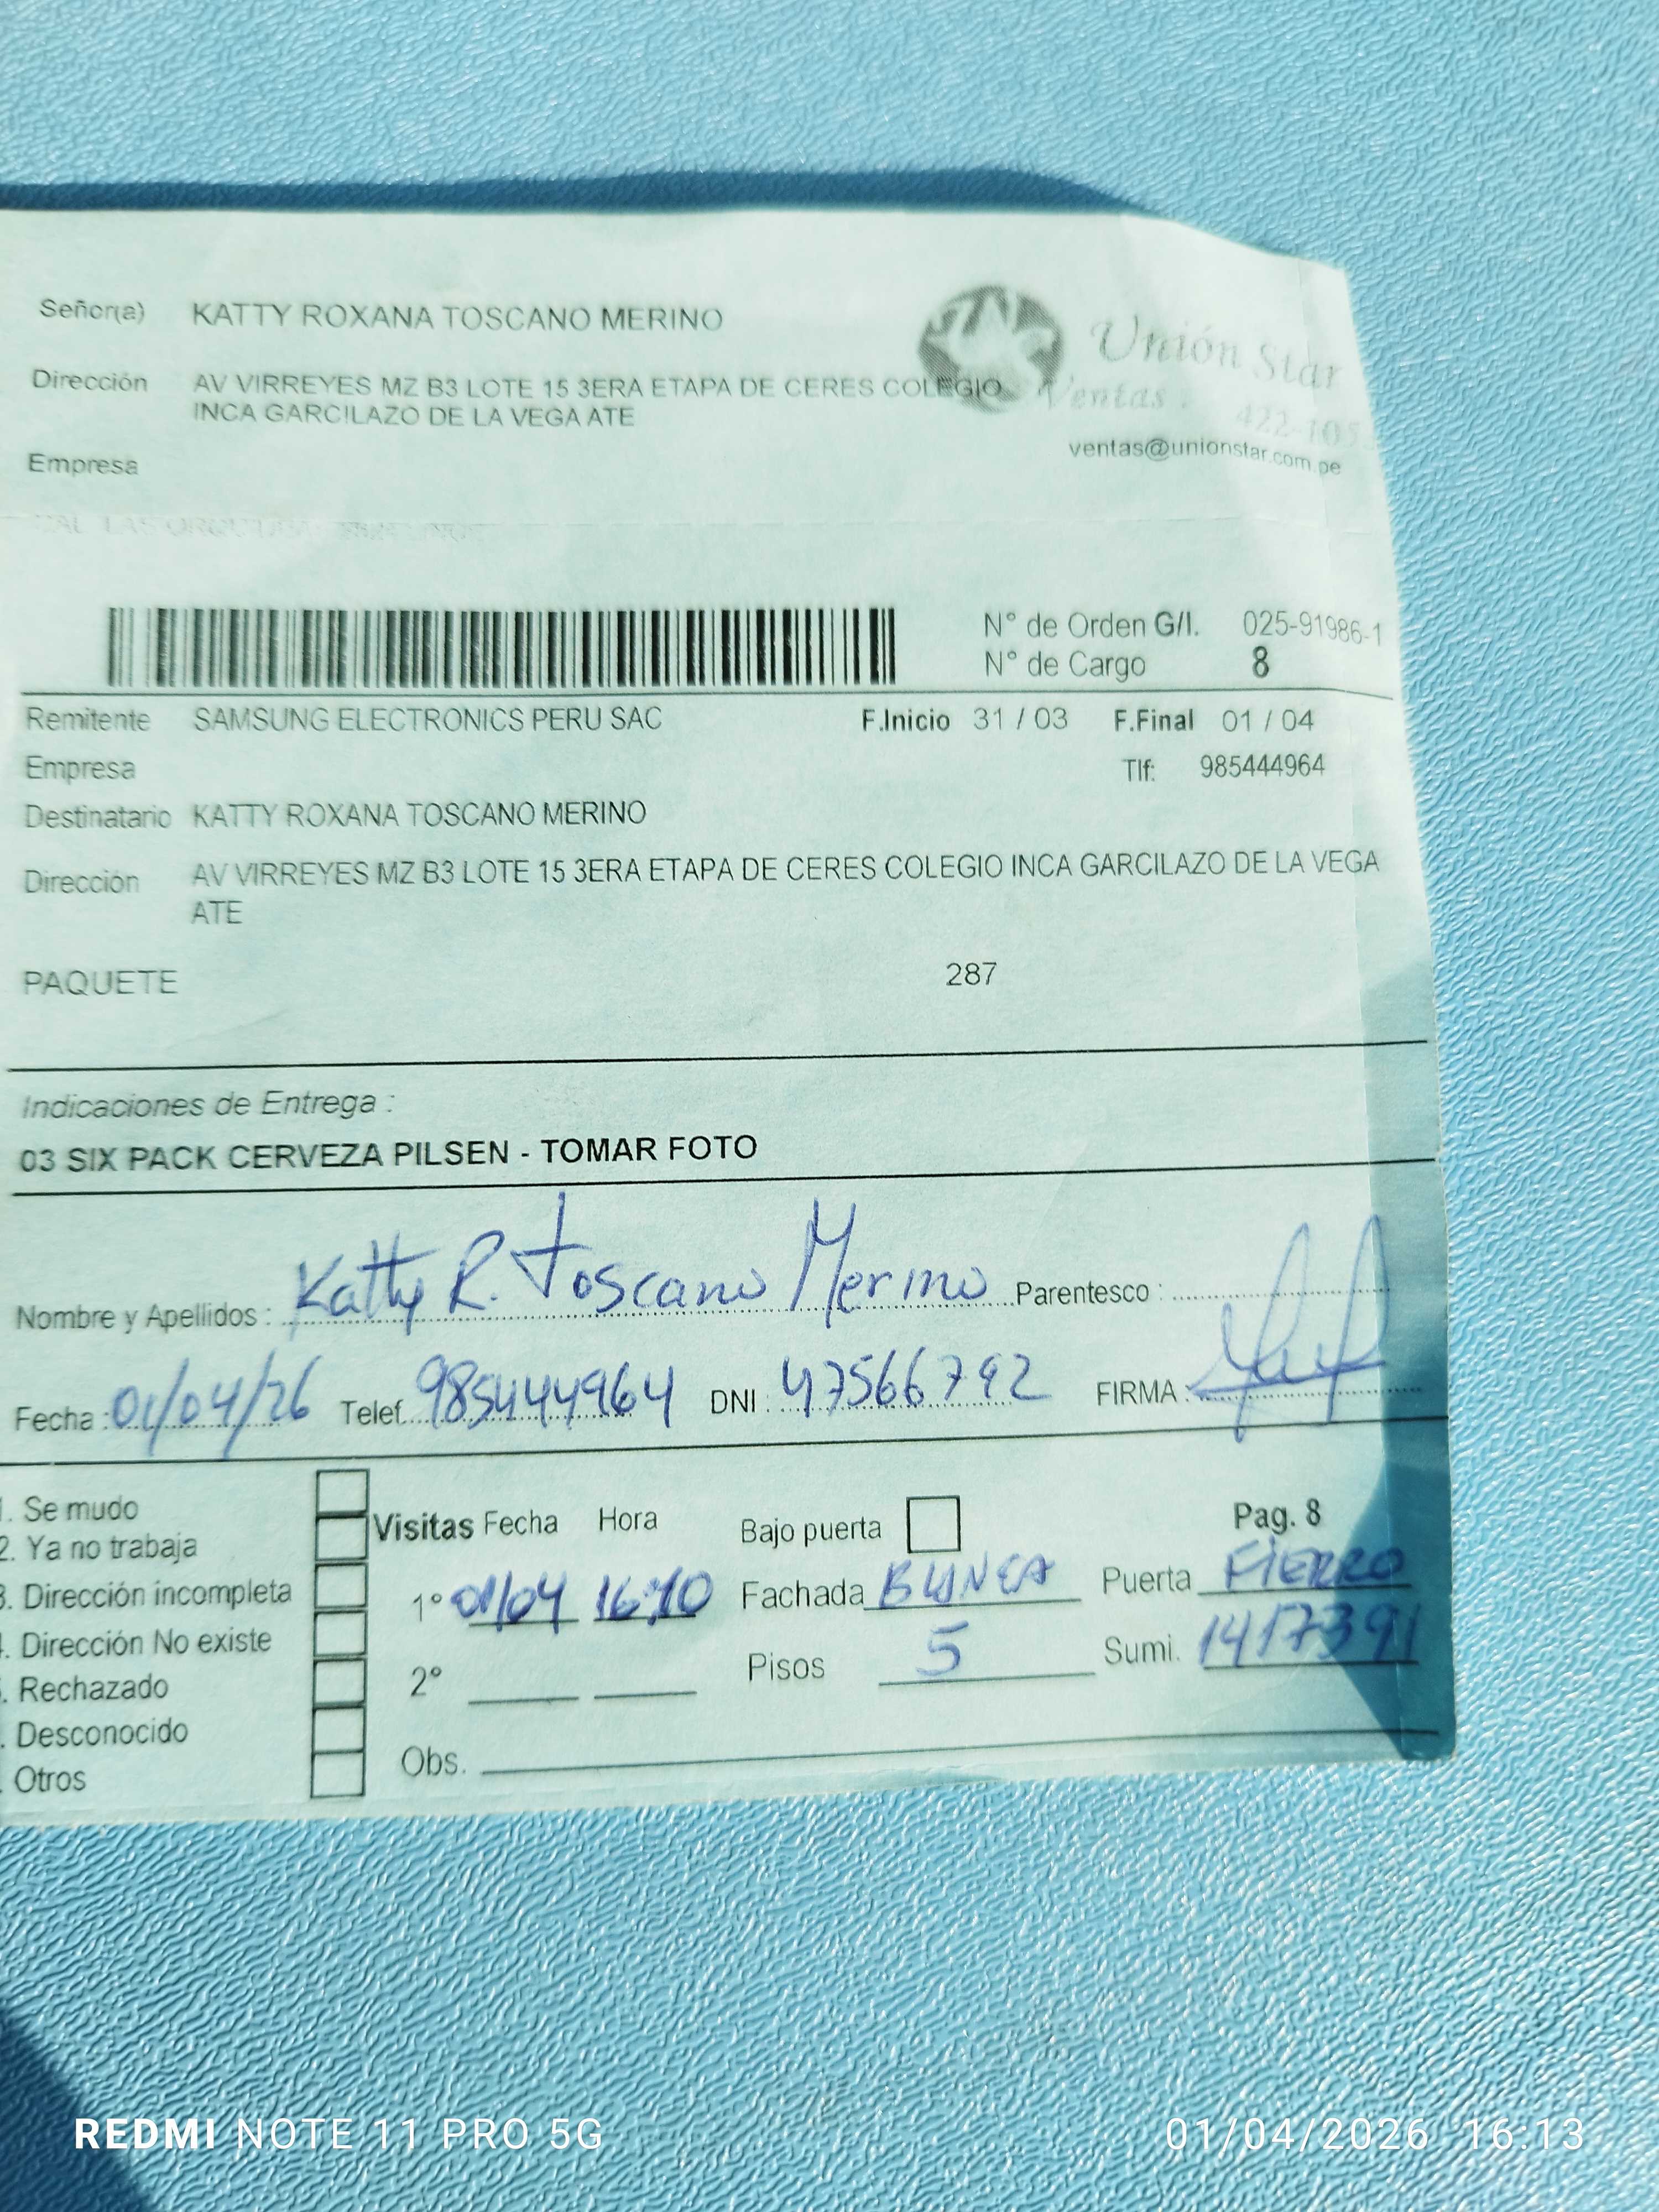 Señor(a) KATTY ROXANA TOSCANO MERINO
Unión Star
Dirección AV VIRREYES MZ B3 LOTE 15 3ERA ETAPA DE CERES COLEGIO
INCA GARCILAZO DE LA VEGA ATE
Ventas :
ventas@unionstar.com.pe
Empresa
N° de Orden G/I. 025-91986-1
N° de Cargo 8
Remitente SAMSUNG ELECTRONICS PERU SAC F.Inicio 31 / 03 F.Final 01 / 04
Empresa Tlf: 985444964
Destinatario KATTY ROXANA TOSCANO MERINO
Dirección AV VIRREYES MZ B3 LOTE 15 3ERA ETAPA DE CERES COLEGIO INCA GARCILAZO DE LA VEGA
ATE
PAQUETE 287
Indicaciones de Entrega :
03 SIX PACK CERVEZA PILSEN - TOMAR FOTO
Nombre y Apellidos : Katty R. Toscano Merino Parentesco :
Fecha : 01/04/26 Telef. 985444964 DNI : 47566792 FIRMA :
1. Se mudo
2. Ya no trabaja
3. Dirección incompleta
. Dirección No existe
. Rechazado
. Desconocido
Otros
Visitas Fecha Hora Bajo puerta Pag. 8
1° 01/04 16:10 Fachada BLANCA Puerta FIERRO
2° Pisos 5 Sumi. 1417391
Obs.
REDMI NOTE 11 PRO 5G 01/04/2026 16:13